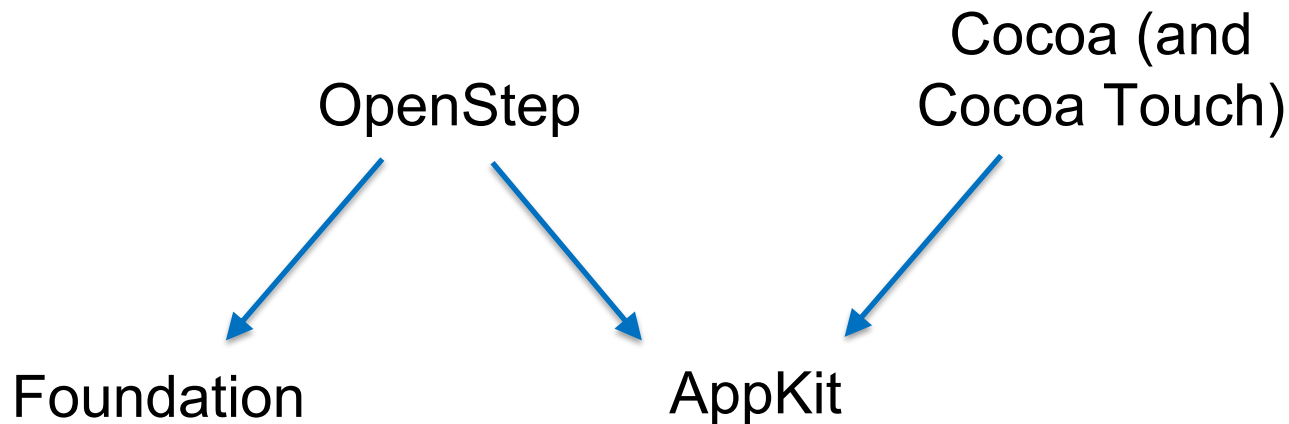 Cocoa (and
Cocoa Touch)
OpenStep
Foundation
AppKit